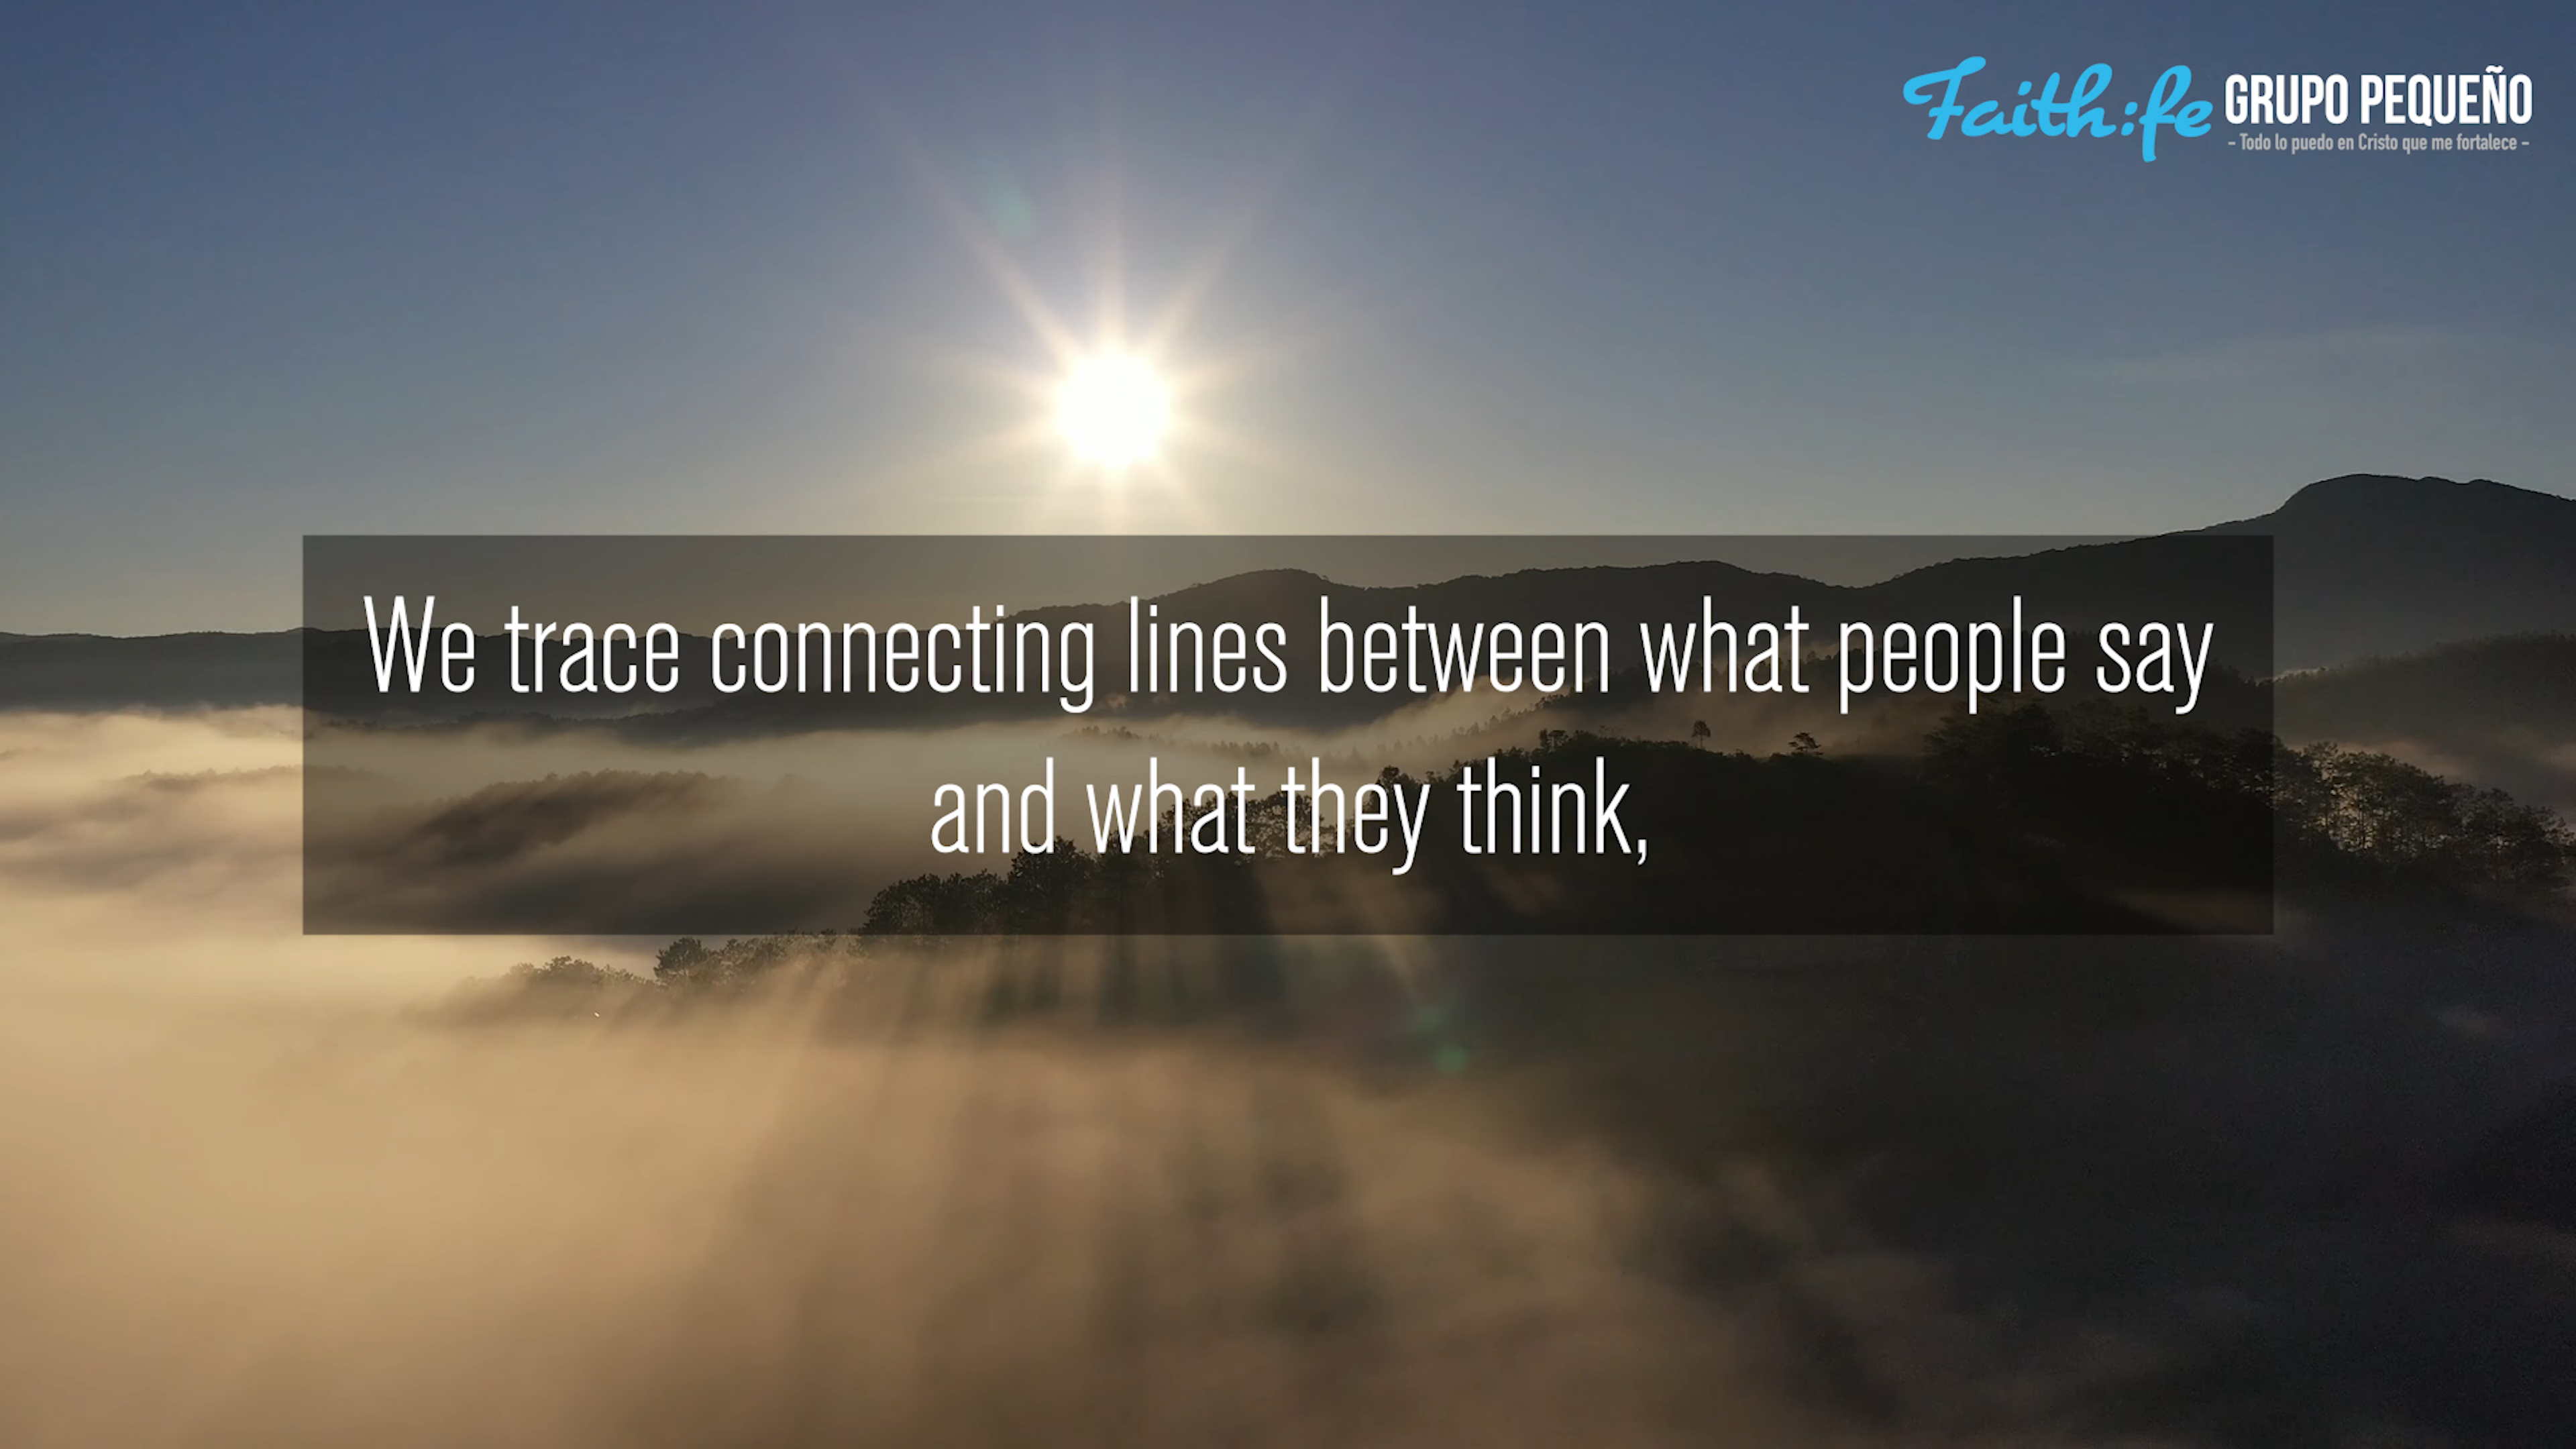 Faith:fe GRUPO PEQUEÑO
- Todo lo puedo en Cristo que me fortalece -
We trace connecting lines between what people say
and what they think,